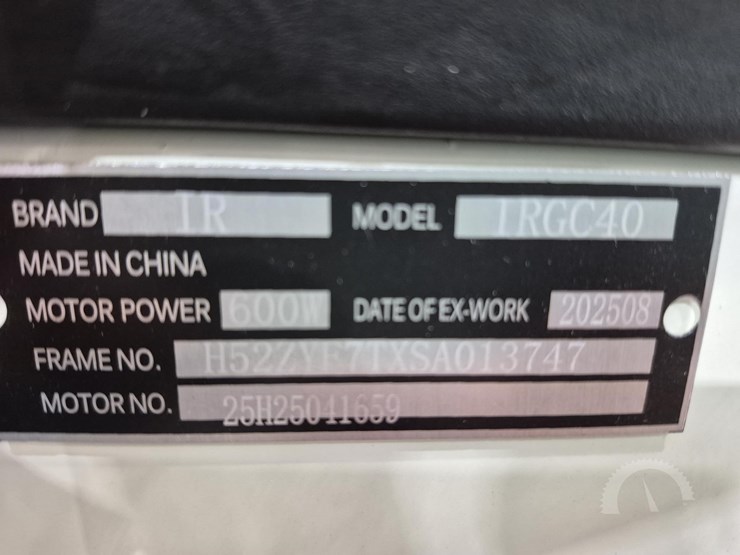 BRAND IR MODEL IRGC40
MADE IN CHINA
MOTOR POWER 600W DATE OF EX-WORK 202508
FRAME NO. H52ZYF7TXSA013747
MOTOR NO. 25H25041659